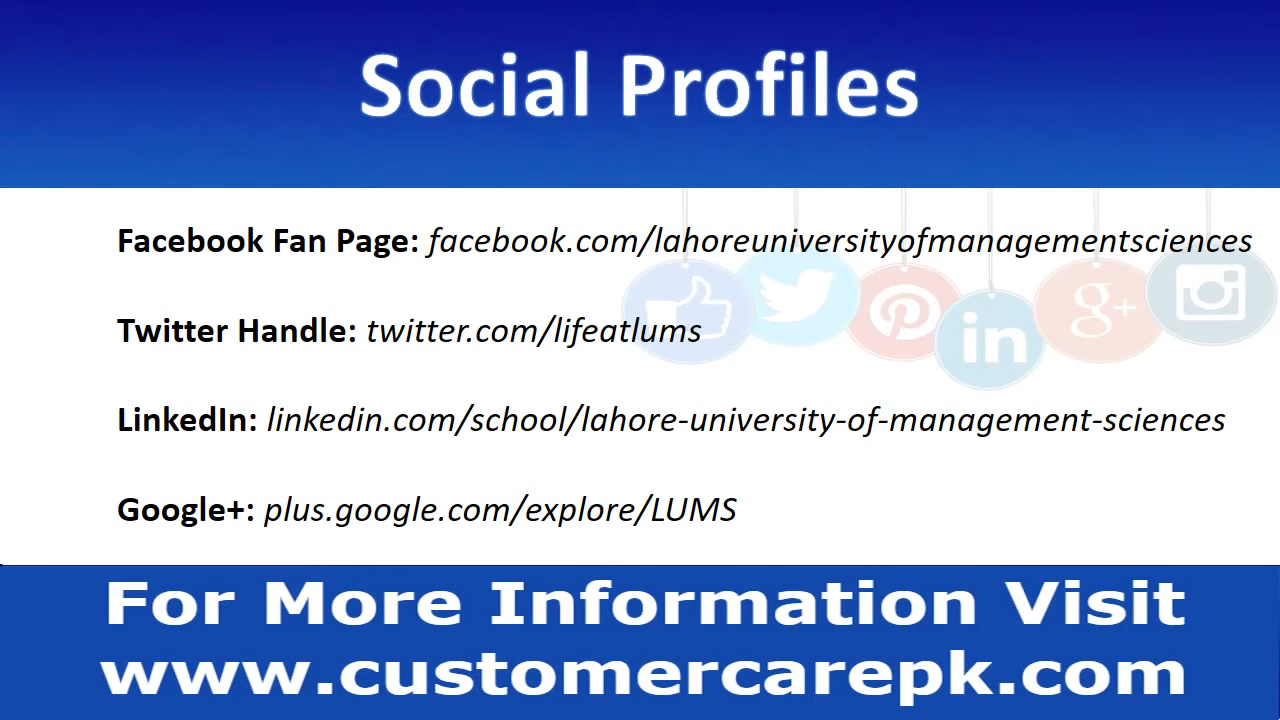 Social Profiles
Facebook Fan Page: facebook.com/lahoreuniversityofmanagementsciences
Twitter Handle: twitter.com/lifeatlums
LinkedIn: linkedin.com/school/lahore-university-of-management-sciences
Google+: plus.google.com/explore/LUMS
For More Information Visit
www.customercarepk.com